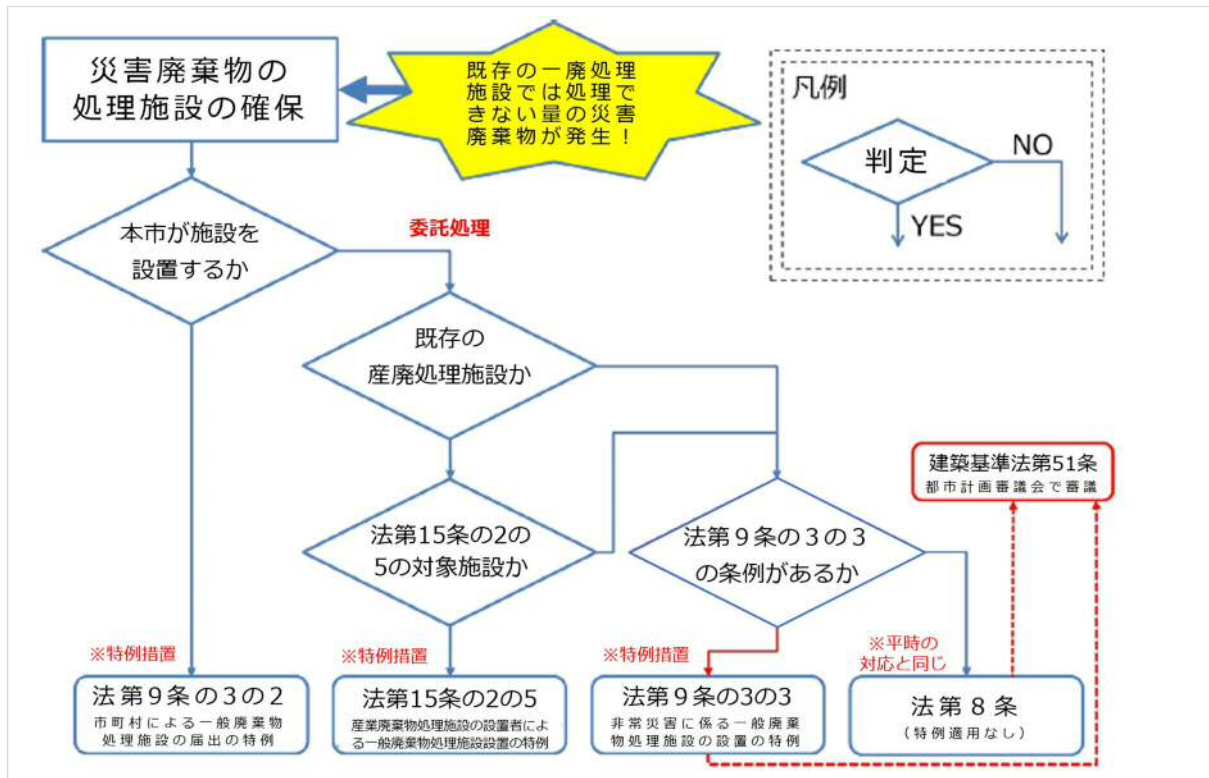 災害廃棄物の
処理施設の確保
既存の一廃処理
施設では処理で
きない量の災害
廃棄物が発生！
凡例
判定
NO
YES
本市が施設を
設置するか
委託処理
既存の
産廃処理施設か
建築基準法第51条
都市計画審議会で審議
法第15条の2の
5の対象施設か
法第９条の３の３
の条例があるか
※特例措置
※特例措置
※特例措置
※平時の
対応と同じ
法第９条の３の２
市町村による一般廃棄物
処理施設の届出の特例
法第15条の2の5
産業廃棄物処理施設の設置者によ
る一般廃棄物処理施設設置の特例
法第９条の3の３
非常災害に係る一般廃棄
物処理施設の設置の特例
法第８条
（特例適用なし）